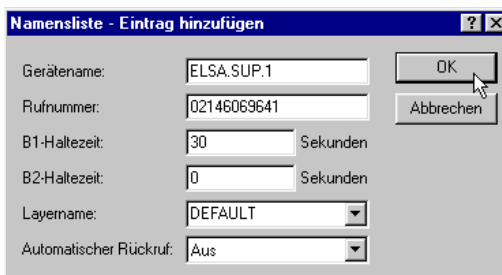 Namensliste - Eintrag hinzufügen
Gerätename: ELSA.SUP.1 OK
Rufnummer: 02146069641 Abbrechen
B1-Haltezeit: 30 Sekunden
B2-Haltezeit: 0 Sekunden
Layername: DEFAULT
Automatischer Rückruf: Aus